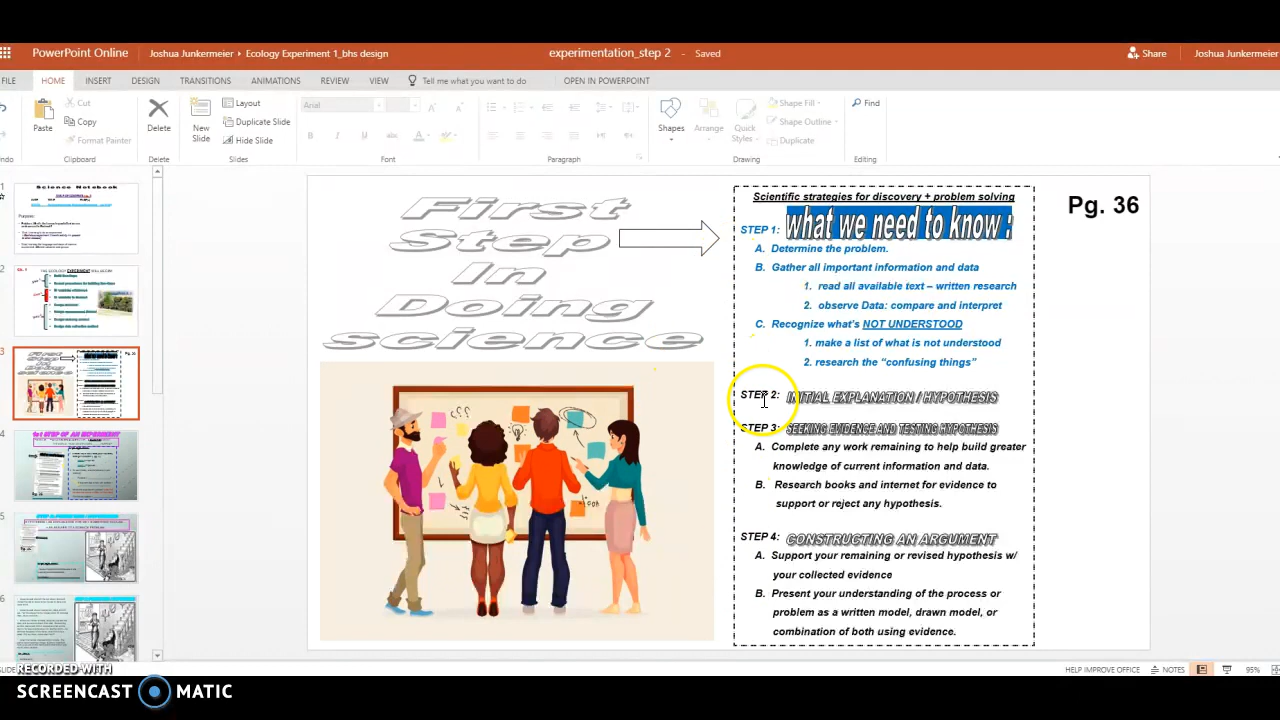 PowerPoint Online
Joshua Junkermeier ▸ Ecology Experiment 1_bhs design
experimentation_step 2 - Saved
Share
Joshua Junkermeier
FILE HOME INSERT DESIGN TRANSITIONS ANIMATIONS REVIEW VIEW Tell me what you want to do OPEN IN POWERPOINT
Paste
Cut
Copy
Format Painter
Clipboard
Delete
Delete
New Slide
Layout
Duplicate Slide
Hide Slide
Slides
Arial
Font
Paragraph
Shapes
Arrange
Quick Styles
Shape Fill
Shape Outline
Duplicate
Drawing
Find
Editing
1
Science Notebook
2
3
4
5
6
First
Step
In
Doing
Science
Pg. 36
Scientific strategies for discovery + problem solving
STEP 1: what we need to know :
A. Determine the problem.
B. Gather all important information and data
1. read all available text – written research
2. observe Data: compare and interpret
C. Recognize what's NOT UNDERSTOOD
1. make a list of what is not understood
2. research the “confusing things”
STEP 2: INITIAL EXPLANATION / HYPOTHESIS
STEP 3: SEEKING EVIDENCE AND TESTING HYPOTHESIS
A. Complete any work remaining to help build greater
knowledge of current information and data.
B. Research books and internet for evidence to
support or reject any hypothesis.
STEP 4: CONSTRUCTING AN ARGUMENT
A. Support your remaining or revised hypothesis w/
your collected evidence
B. Present your understanding of the process or
problem as a written model, drawn model, or
combination of both using evidence.
HELP IMPROVE OFFICE NOTES 95%
RECORDED WITH
SCREENCAST MATIC